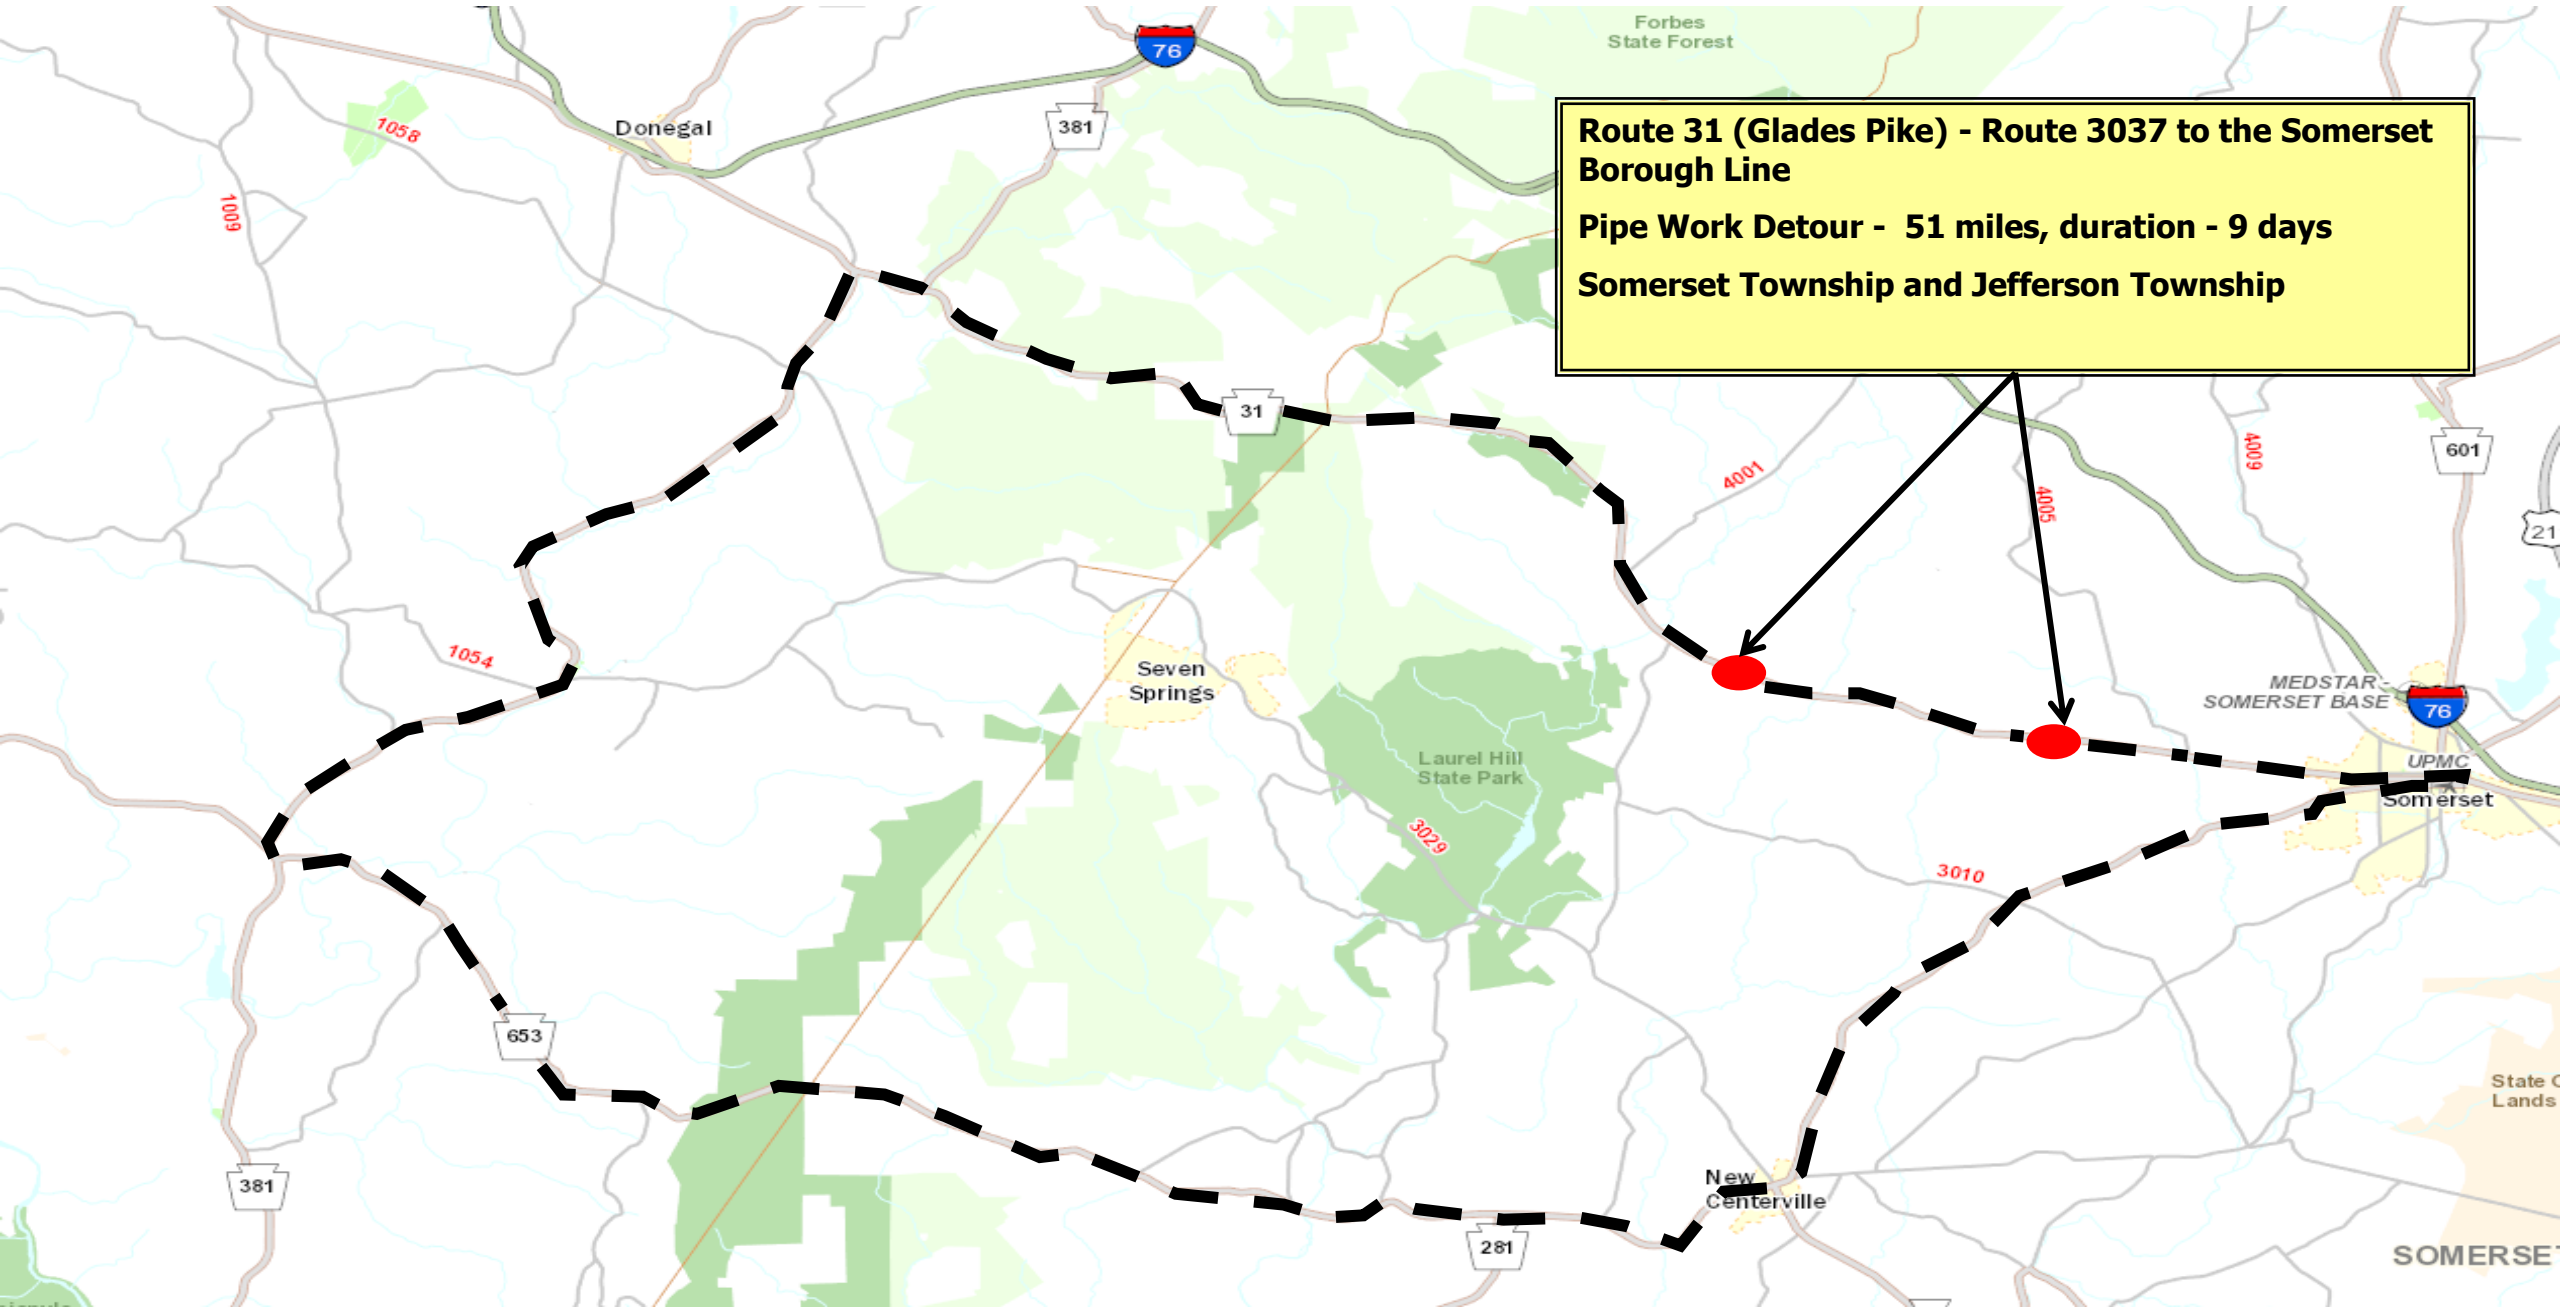 Forbes
State Forest
76
381
Donegal
1058
1009
Route 31 (Glades Pike) - Route 3037 to the Somerset
Borough Line
Pipe Work Detour - 51 miles, duration - 9 days
Somerset Township and Jefferson Township
31
4001
4005
4009
601
21
1054
Seven
Springs
MEDSTAR -
SOMERSET BASE
76
UPMC
Somerset
Laurel Hill
State Park
3029
3010
653
State
Lands
New
Centerville
381
281
SOMERSET